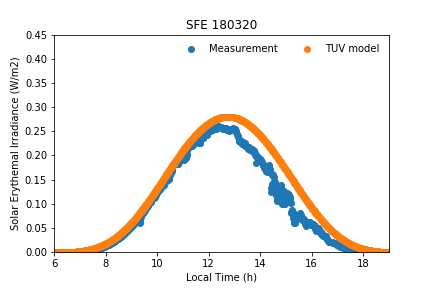 SFE 180320
Measurement
TUV model
Solar Erythemal Irradiance (W/m2)
0.45
0.40
0.35
0.30
0.25
0.20
0.15
0.10
0.05
0.00
6 8 10 12 14 16 18
Local Time (h)